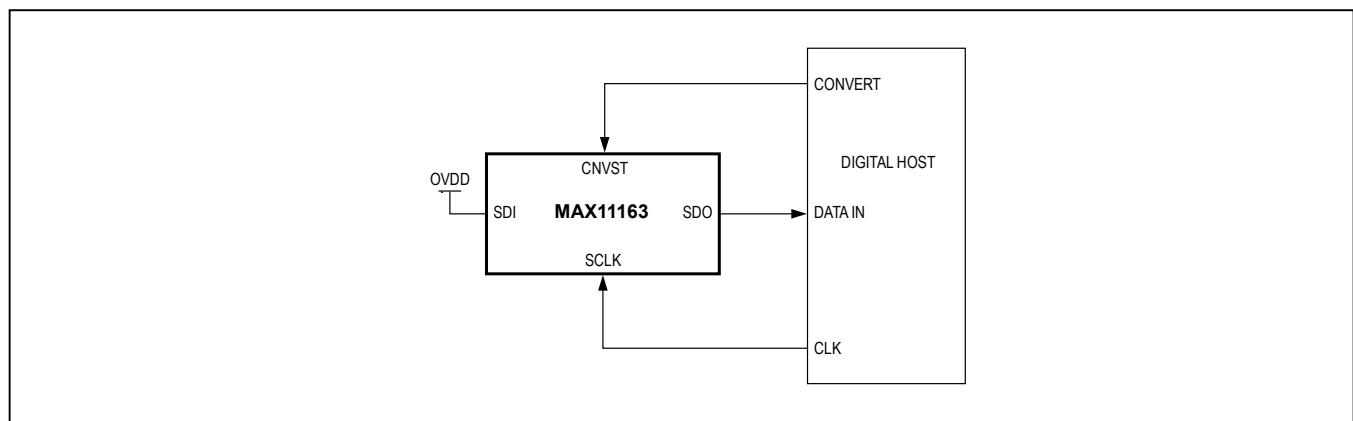 CONVERT
CNVST
DIGITAL HOST
OVDD
SDI
MAX11163
SDO
DATA IN
SCLK
CLK